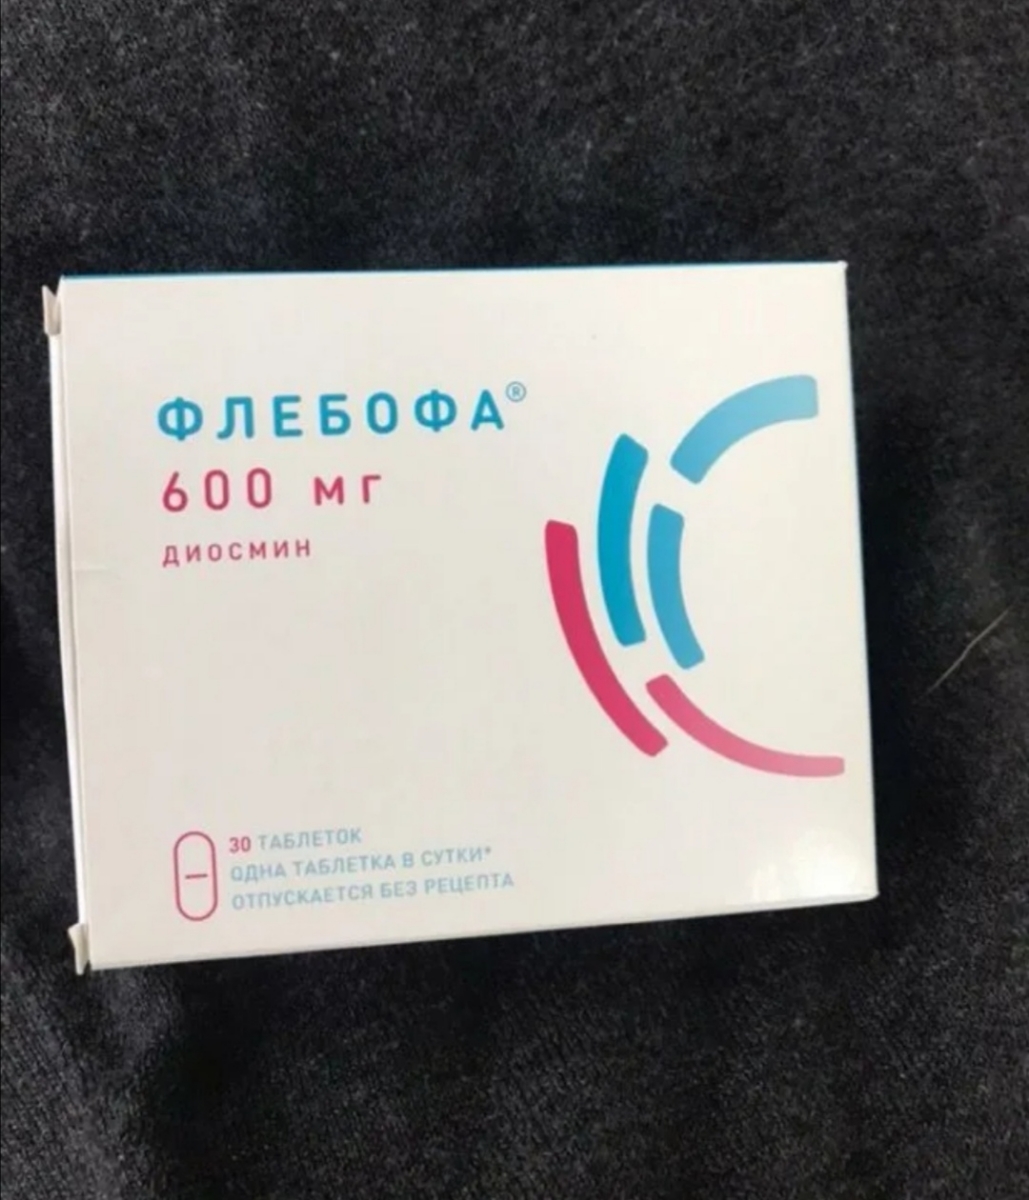 ФЛЕБОФА®
600 мг
диосмин
30 ТАБЛЕТОК
ОДНА ТАБЛЕТКА В СУТКИ*
ОТПУСКАЕТСЯ БЕЗ РЕЦЕПТА